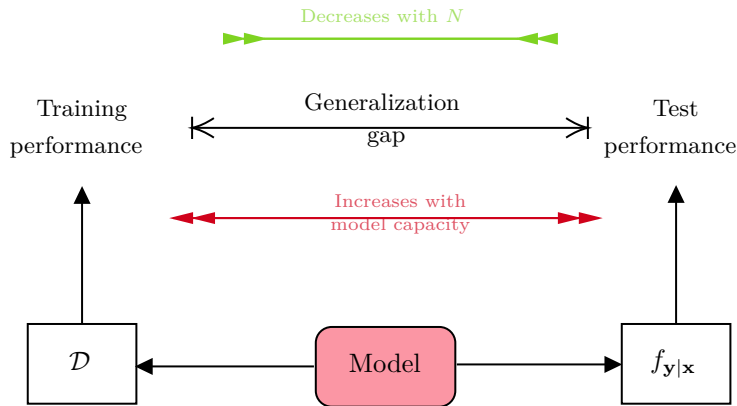 Decreases with N
Training
performance
Generalization
gap
Test
performance
Increases with
model capacity
𝒟
Model
f_{𝐲|𝐱}